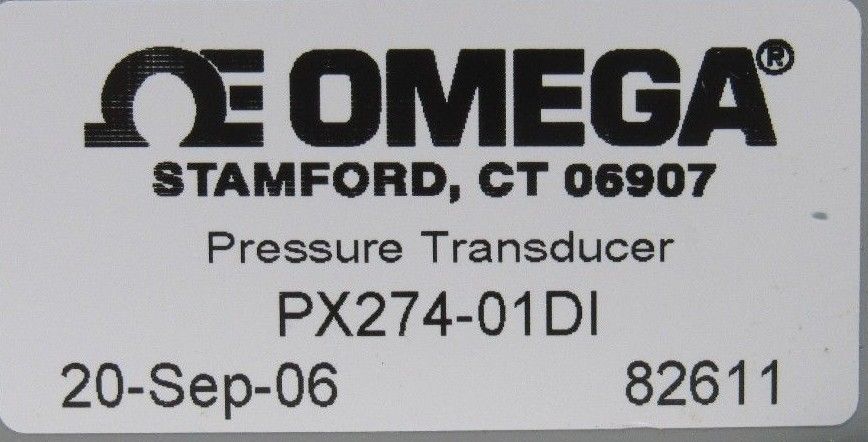 ΩE OMEGA®
STAMFORD, CT 06907
Pressure Transducer
PX274-01DI
20-Sep-06 82611